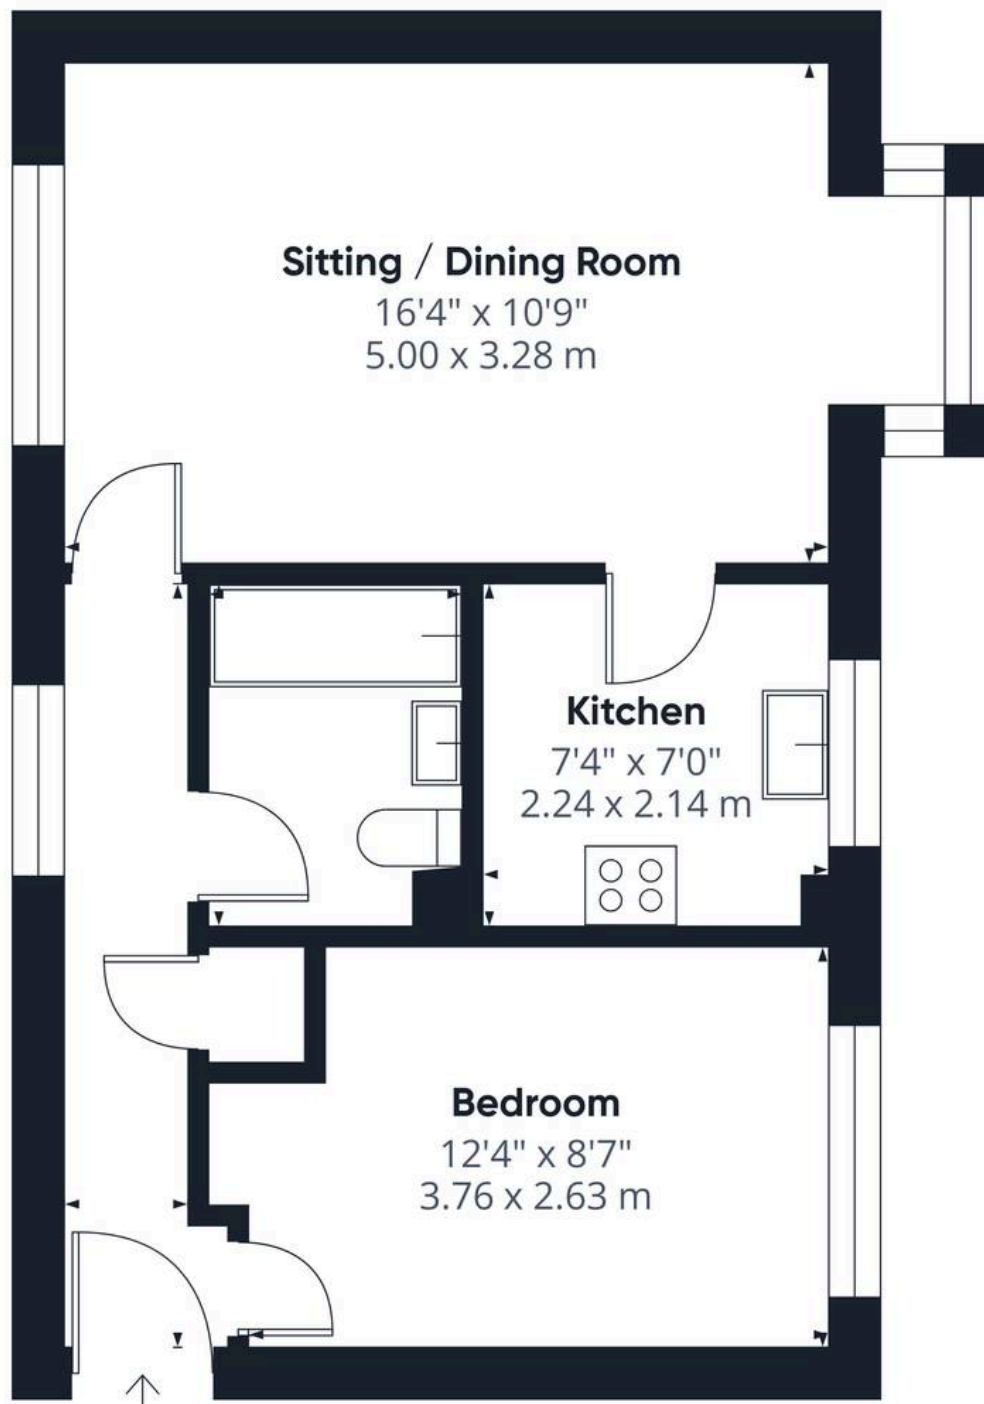 Sitting / Dining Room
16'4" x 10'9"
5.00 x 3.28 m
Kitchen
7'4" x 7'0"
2.24 x 2.14 m
Bedroom
12'4" x 8'7"
3.76 x 2.63 m